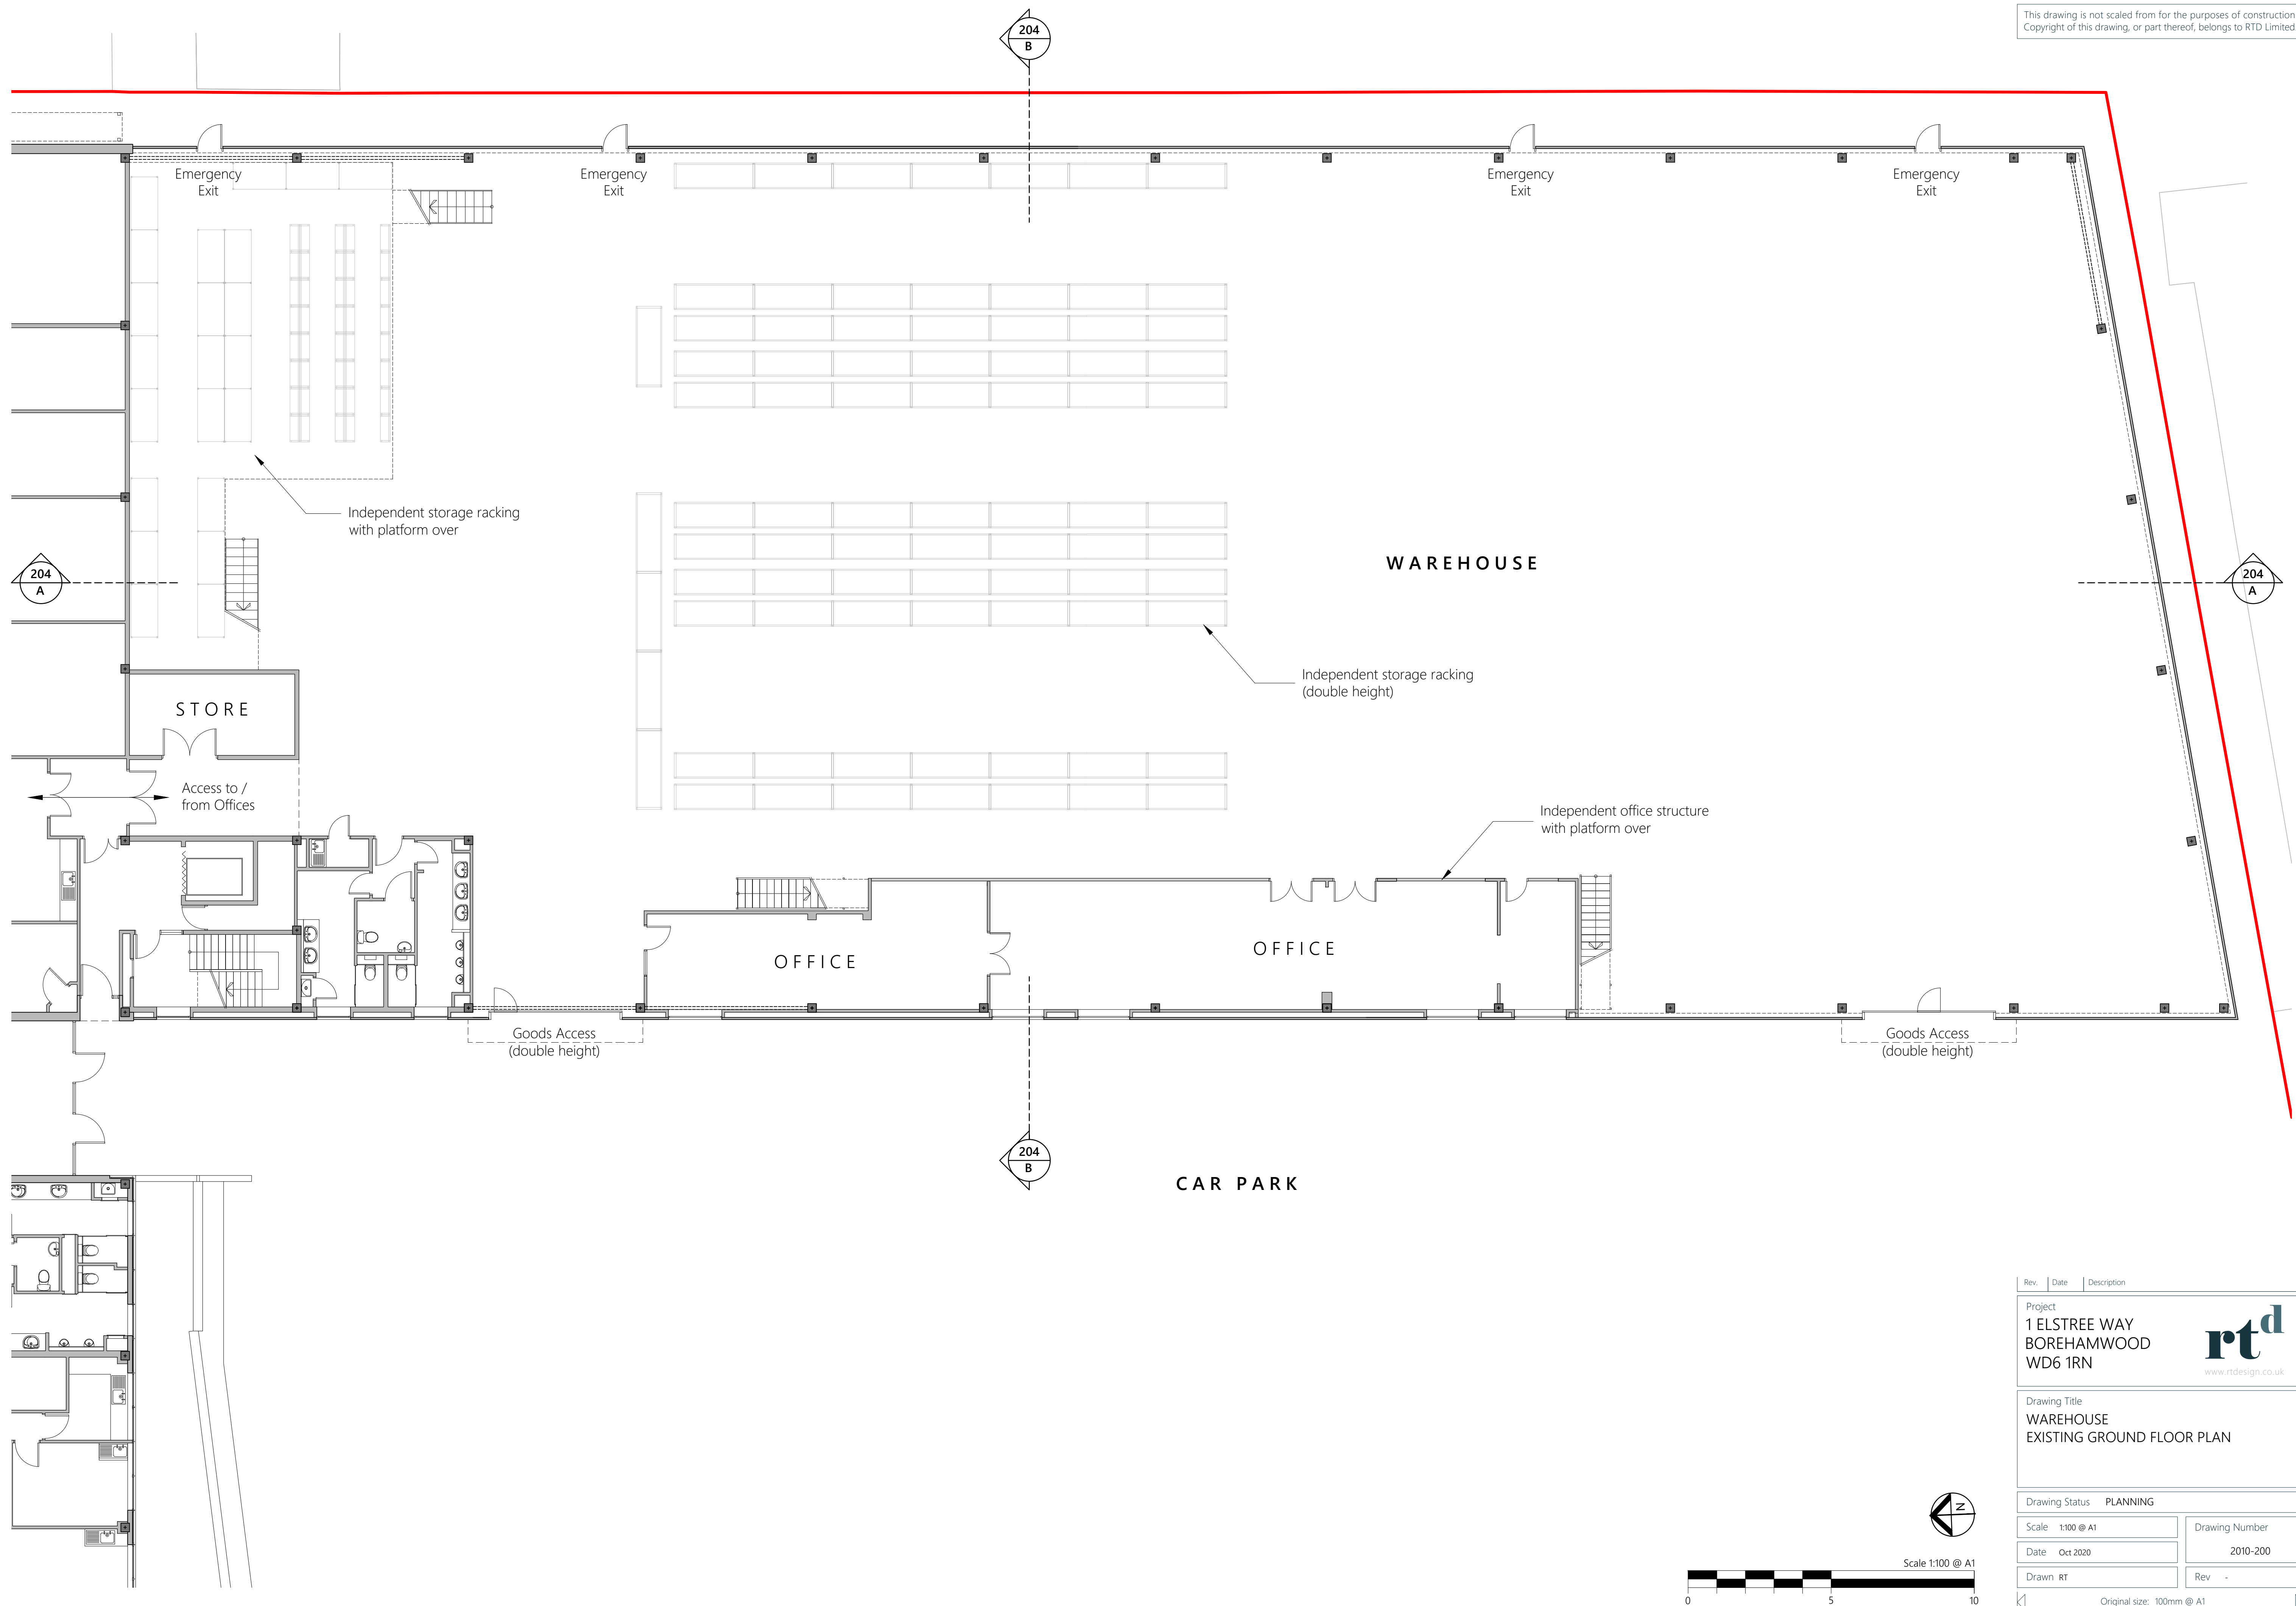 This drawing is not scaled from for the purposes of construction
Copyright of this drawing, or part thereof, belongs to RTD Limited
204
B
Emergency
Exit
Emergency
Exit
Emergency
Exit
Emergency
Exit
Independent storage racking
with platform over
WAREHOUSE
204
A
204
A
Independent storage racking
(double height)
STORE
Access to /
from Offices
Independent office structure
with platform over
OFFICE
OFFICE
Goods Access
(double height)
Goods Access
(double height)
204
B
CAR PARK
Rev. Date Description
Project
1 ELSTREE WAY
BOREHAMWOOD
WD6 1RN
rtd
www.rtdesign.co.uk
Drawing Title
WAREHOUSE
EXISTING GROUND FLOOR PLAN
Drawing Status PLANNING
Scale 1:100 @ A1
Drawing Number
2010-200
Date Oct 2020
Drawn RT
Rev -
Original size: 100mm @ A1
N
Scale 1:100 @ A1
0 5 10